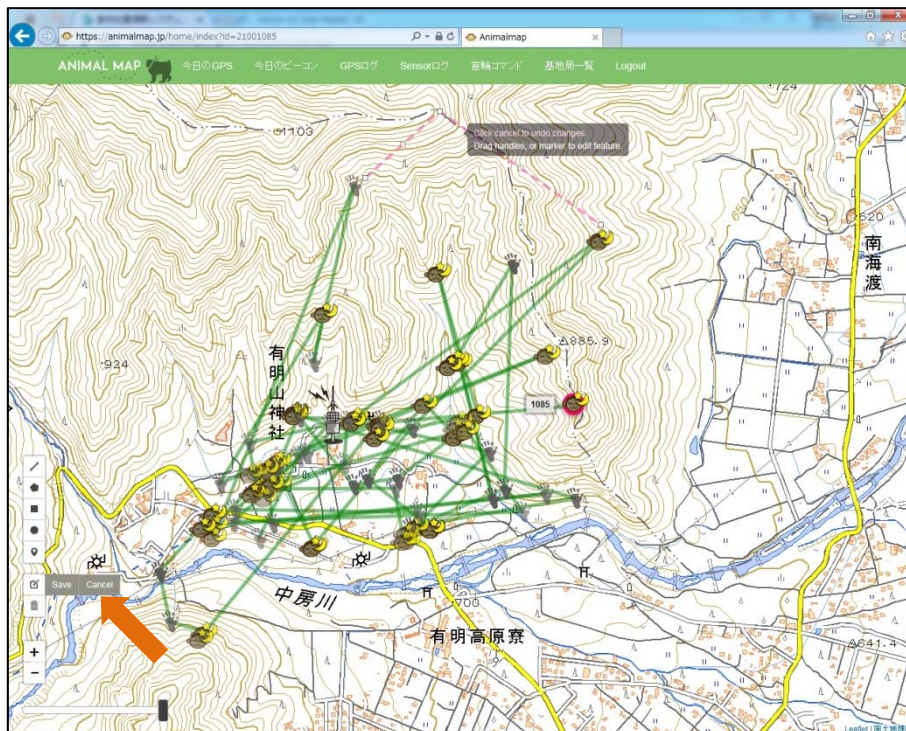 https://animalmap.jp/home/index?id=21001085
Animalmap
ANIMAL MAP
今日のGPS
今日のビーコン
GPSログ
Sensorログ
首輪コマンド
基地局一覧
Logout
724
・1103
Click cancel to undo changes.
Drag handles, or marker to edit feature.
650
620
南海渡
△885.9
・924
有明山神社
1085
Save
Cancel
中房川
・700
有明高原寮
△641.4
+
−